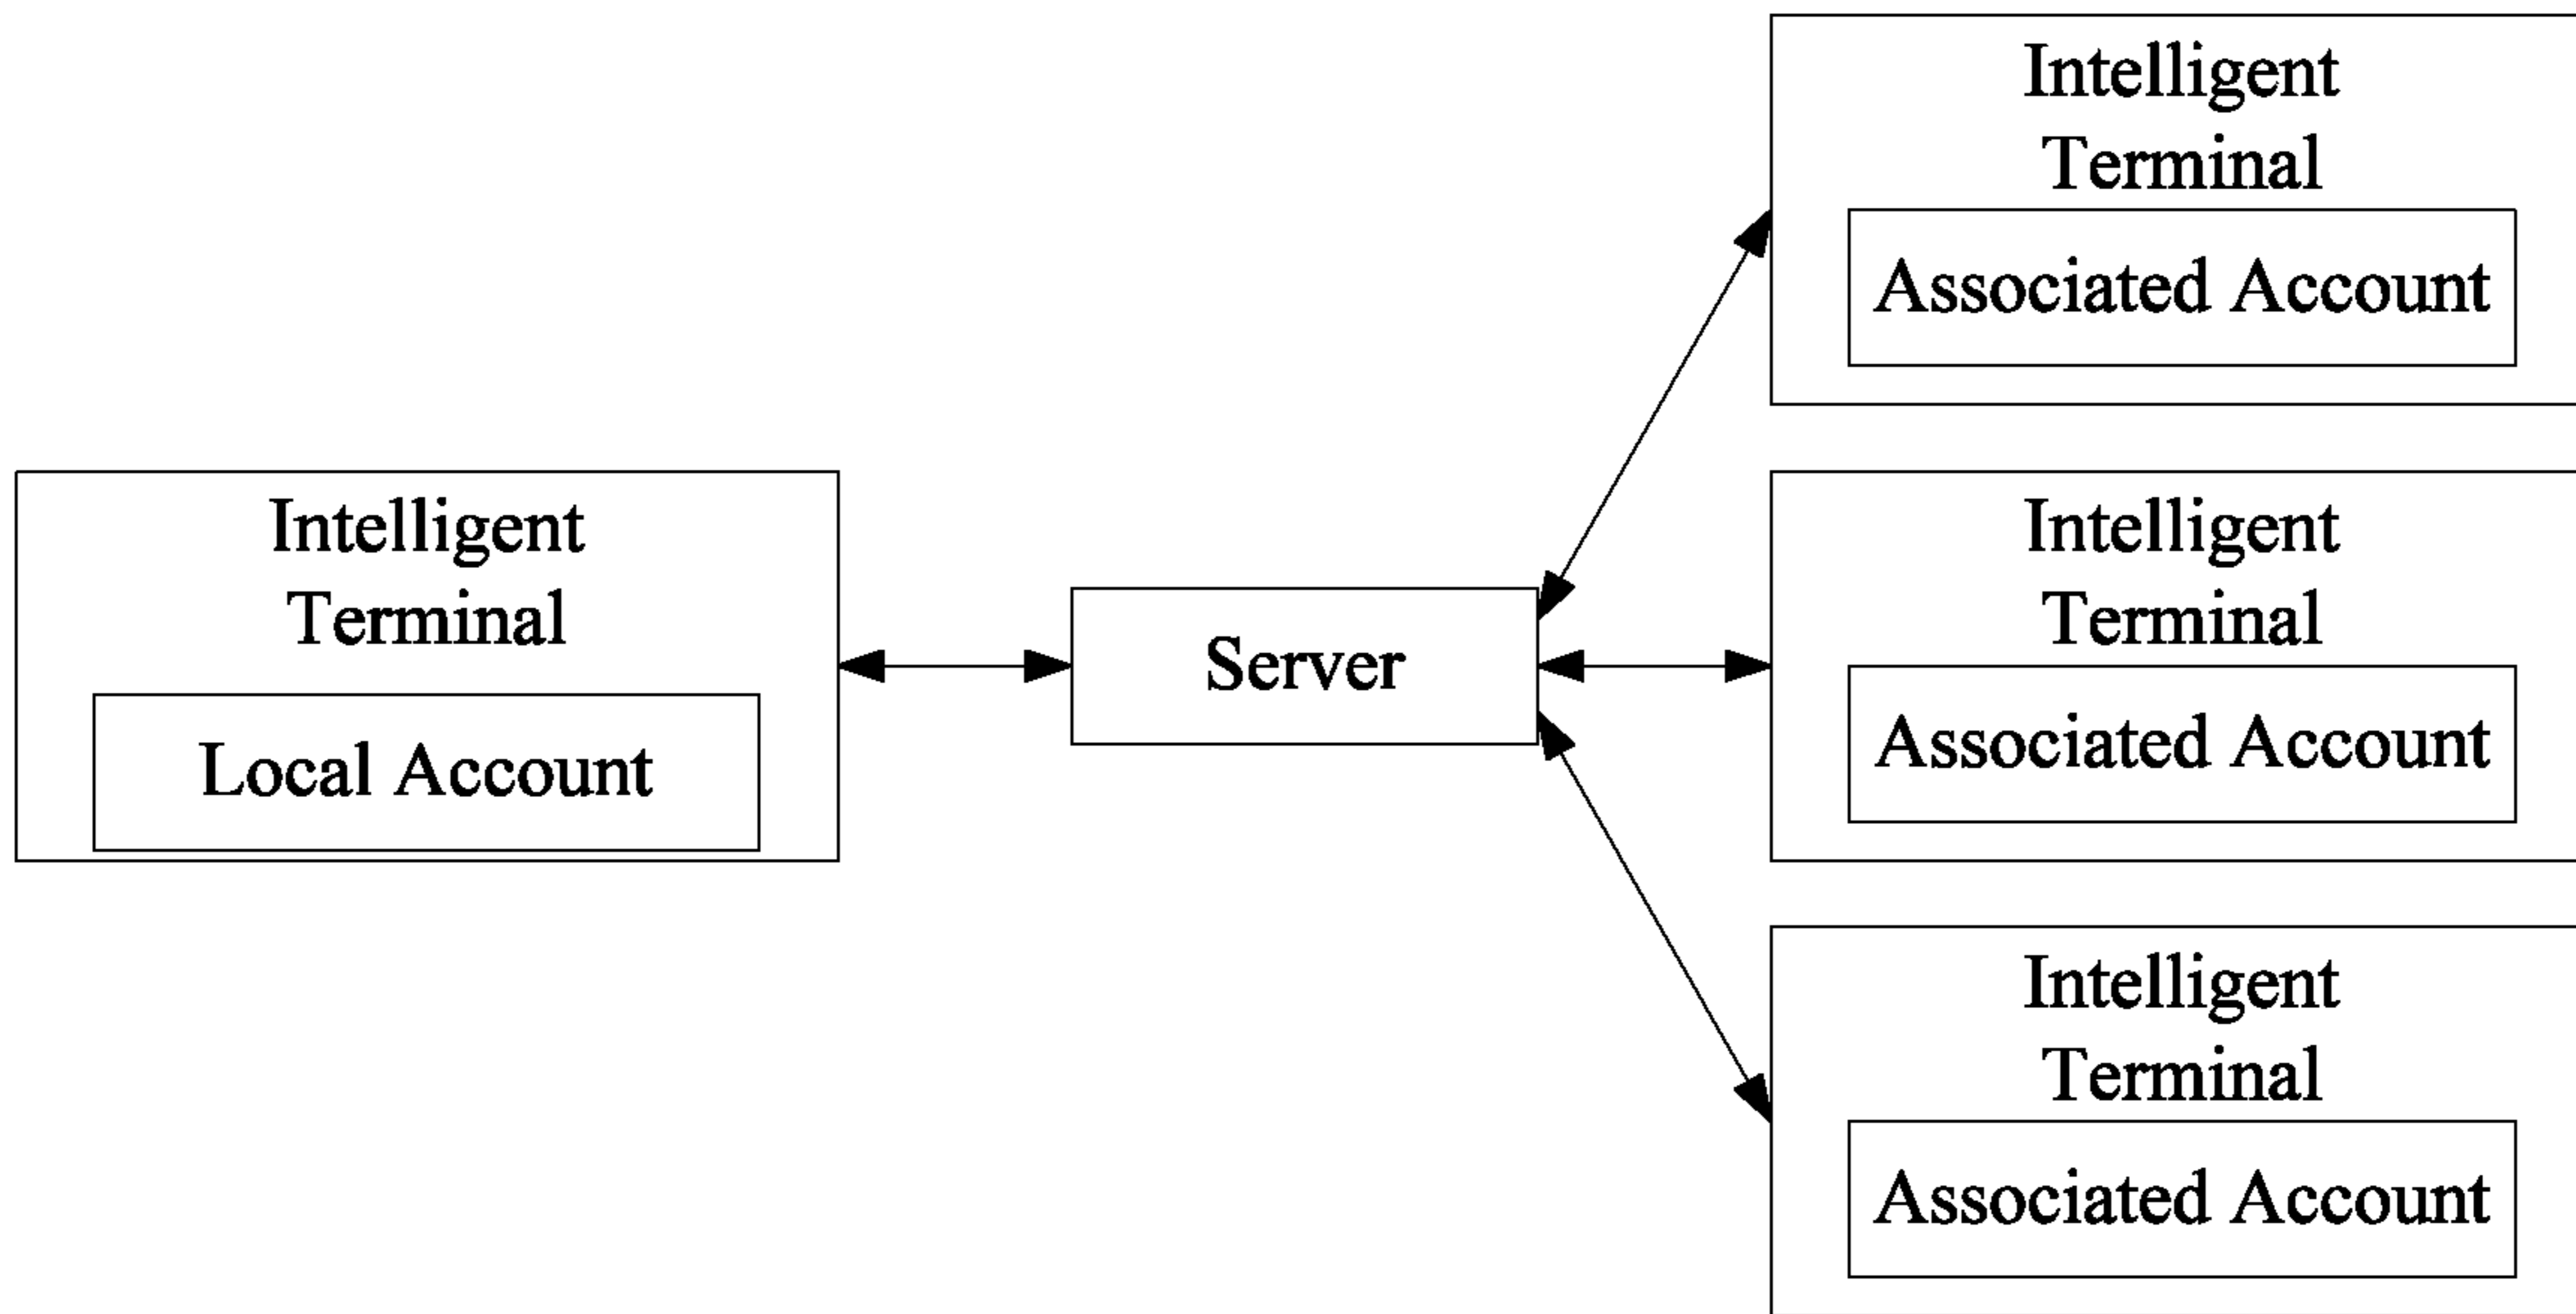 Intelligent
Terminal
Local Account
Server
Intelligent
Terminal
Associated Account
Intelligent
Terminal
Associated Account
Intelligent
Terminal
Associated Account